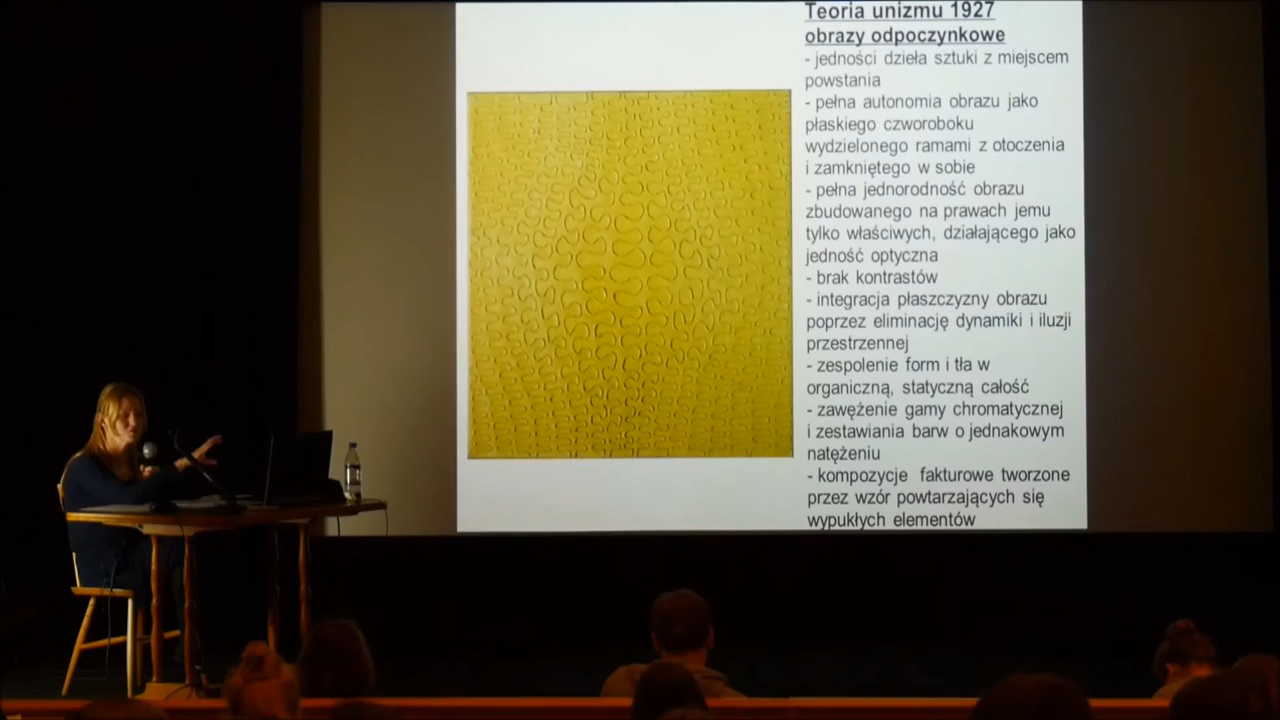 Teoria unizmu 1927
obrazy odpoczynkowe
- jedności dzieła sztuki z miejscem
powstania
- pełna autonomia obrazu jako
płaskiego czworoboku
wydzielonego ramami z otoczenia
i zamkniętego w sobie
- pełna jednorodność obrazu
zbudowanego na prawach jemu
tylko właściwych, działającego jako
jedność optyczna
- brak kontrastów
- integracja płaszczyzny obrazu
poprzez eliminację dynamiki i iluzji
przestrzennej
- zespolenie form i tła w
organiczną, statyczną całość
- zawężenie gamy chromatycznej
i zestawiania barw o jednakowym
natężeniu
- kompozycje fakturowe tworzone
przez wzór powtarzających się
wypukłych elementów